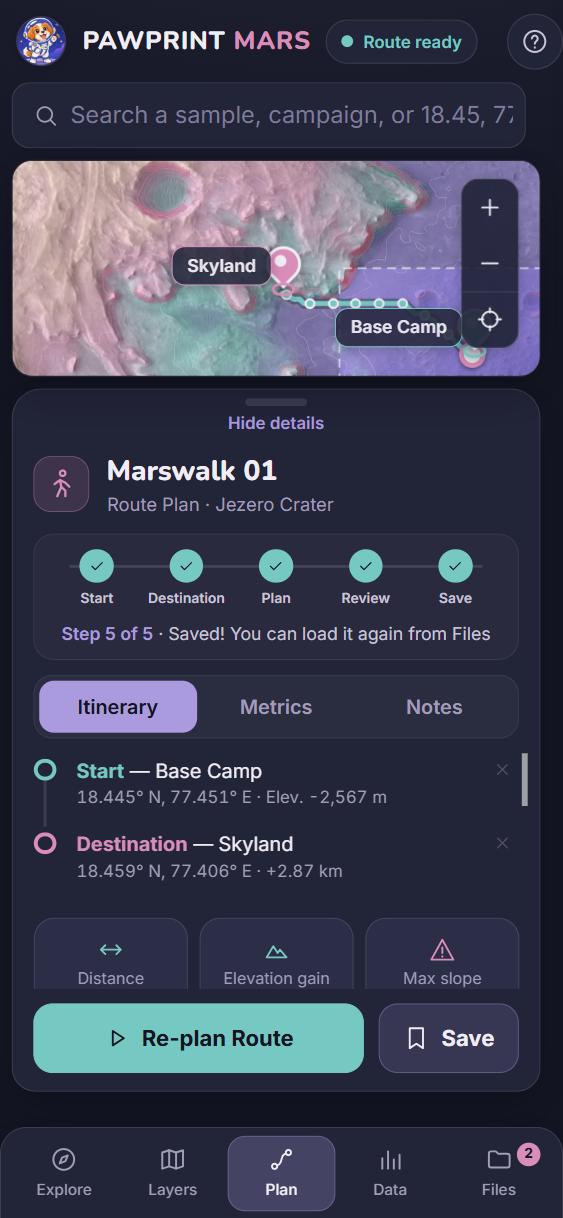 PAWPRINT MARS
Route ready
Search a sample, campaign, or 18.45, 77
Skyland
Base Camp
Hide details
Marswalk 01
Route Plan · Jezero Crater
Start
Destination
Plan
Review
Save
Step 5 of 5 · Saved! You can load it again from Files
Itinerary
Metrics
Notes
Start — Base Camp
18.445° N, 77.451° E · Elev. -2,567 m
Destination — Skyland
18.459° N, 77.406° E · +2.87 km
Distance
Elevation gain
Max slope
Re-plan Route
Save
Explore
Layers
Plan
Data
Files
2